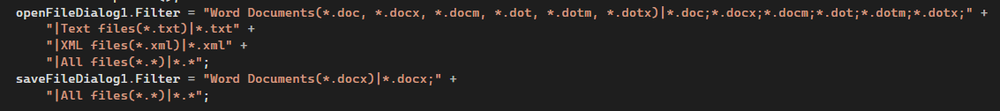 openFileDialog1.Filter = "Word Documents(*.doc, *.docx, *.docm, *.dot, *.dotm, *.dotx)|*.doc;*.docx;*.docm;*.dot;*.dotm;*.dotx;" +
"|Text files(*.txt)|*.txt" +
"|XML files(*.xml)|*.xml" +
"|All files(*.*)|*.*";
saveFileDialog1.Filter = "Word Documents(*.docx)|*.docx;" +
"|All files(*.*)|*.*";